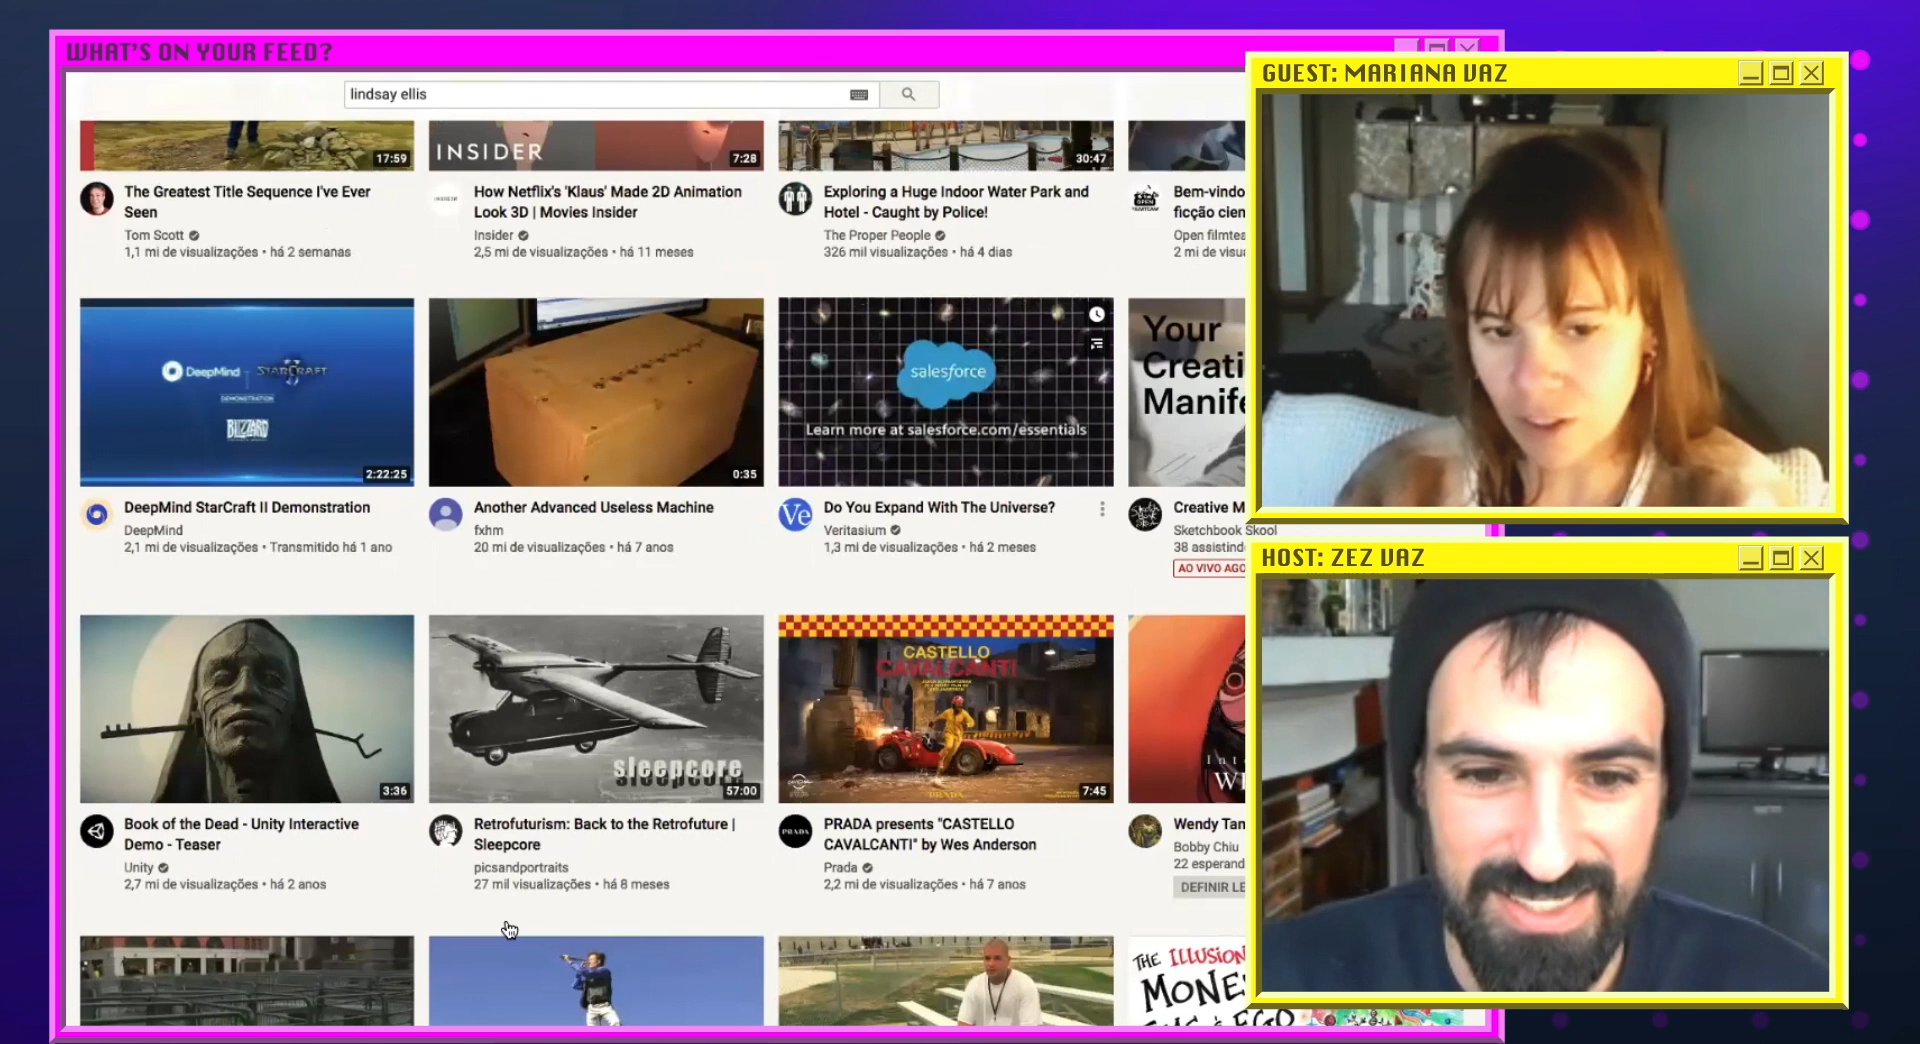 WHAT'S ON YOUR FEED?
lindsay ellis
17:59
INSIDER
7:28
30:47
The Greatest Title Sequence I've Ever
Seen
Tom Scott
1,1 mi de visualizações • há 2 semanas
How Netflix's 'Klaus' Made 2D Animation
Look 3D | Movies Insider
Insider
2,5 mi de visualizações • há 11 meses
Exploring a Huge Indoor Water Park and
Hotel - Caught by Police!
The Proper People
326 mil visualizações • há 4 dias
Bem-vindo
ficção cien
Open filmtea
2 mi de visu
DeepMind
STARCRAFT
DEMONSTRATION
BLIZZARD
2:22:25
0:35
salesforce
Learn more at salesforce.com/essentials
Your
Creati
Manife
DeepMind StarCraft II Demonstration
DeepMind
2,1 mi de visualizações • Transmitido há 1 ano
Another Advanced Useless Machine
fxhm
20 mi de visualizações • há 7 anos
Ve
Do You Expand With The Universe?
Veritasium
1,3 mi de visualizações • há 2 meses
Creative M
Sketchbook Skool
38 assistind
AO VIVO AGO
3:36
sleepcore
57:00
CASTELLO
CAVALCANTI
PRADA
7:45
Int
WI
Book of the Dead - Unity Interactive
Demo - Teaser
Unity
2,7 mi de visualizações • há 2 anos
Retrofuturism: Back to the Retrofuture |
Sleepcore
picsandportraits
27 mil visualizações • há 8 meses
PRADA
PRADA presents "CASTELLO
CAVALCANTI" by Wes Anderson
Prada
2,2 mi de visualizações • há 7 anos
Wendy Tan
Bobby Chiu
22 esperand
DEFINIR LE
THE ILLUSION
MONEY
EGO
GUEST: MARIANA VAZ
HOST: ZEZ VAZ